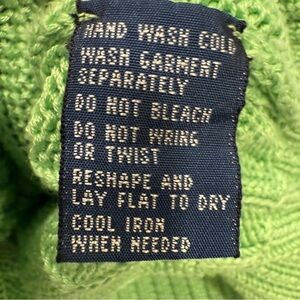 HAND WASH COLD
WASH GARMENT
SEPARATELY
DO NOT BLEACH
DO NOT WRING
OR TWIST
RESHAPE AND
LAY FLAT TO DRY
COOL IRON
WHEN NEEDED